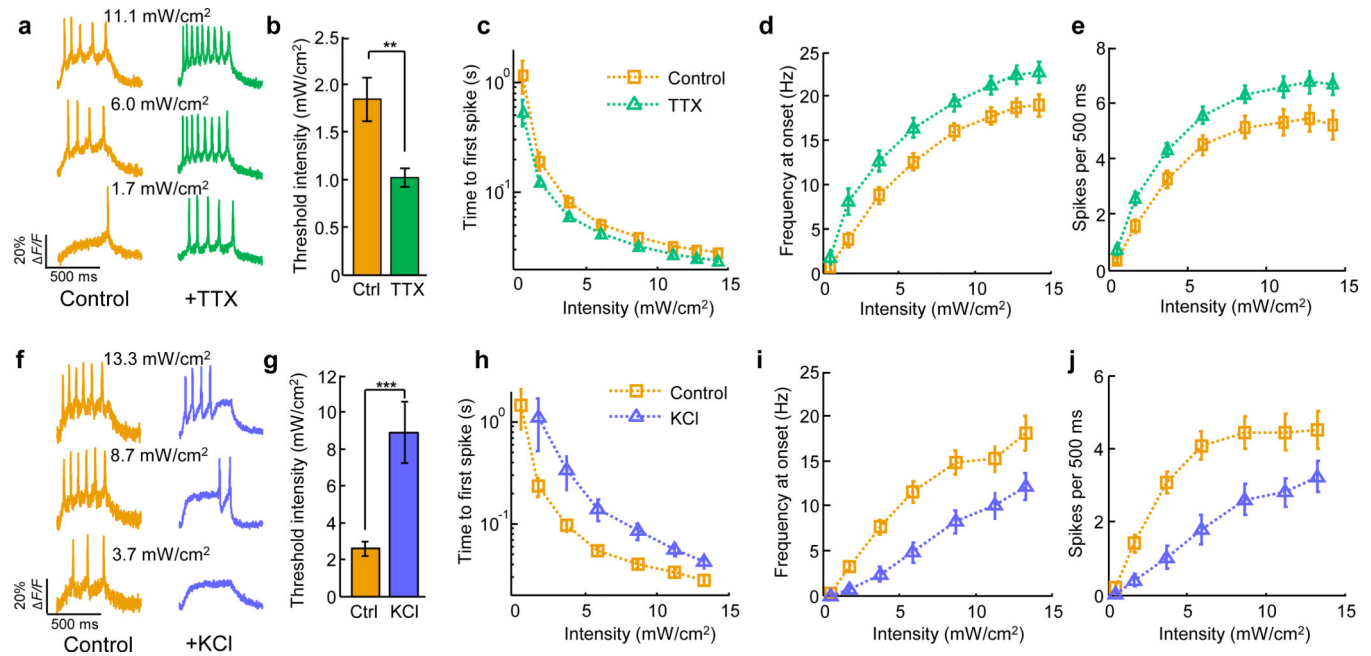 a
11.1 mW/cm²
6.0 mW/cm²
1.7 mW/cm²
20%
ΔF/F
500 ms
Control
+TTX
b
Threshold intensity (mW/cm²)
2.5
2.0
1.5
1.0
0.5
0
**
Ctrl
TTX
c
Time to first spike (s)
10⁰
10⁻¹
Control
TTX
0
5
10
15
Intensity (mW/cm²)
d
Frequency at onset (Hz)
25
20
15
10
5
0
0
5
10
15
Intensity (mW/cm²)
e
Spikes per 500 ms
8
6
4
2
0
0
5
10
15
Intensity (mW/cm²)
f
13.3 mW/cm²
8.7 mW/cm²
3.7 mW/cm²
20%
ΔF/F
500 ms
Control
+KCl
g
Threshold intensity (mW/cm²)
12
10
8
6
4
2
0
***
Ctrl
KCl
h
Time to first spike (s)
10⁰
10⁻¹
Control
KCl
0
5
10
15
Intensity (mW/cm²)
i
Frequency at onset (Hz)
25
20
15
10
5
0
0
5
10
15
Intensity (mW/cm²)
j
Spikes per 500 ms
6
4
2
0
0
5
10
15
Intensity (mW/cm²)